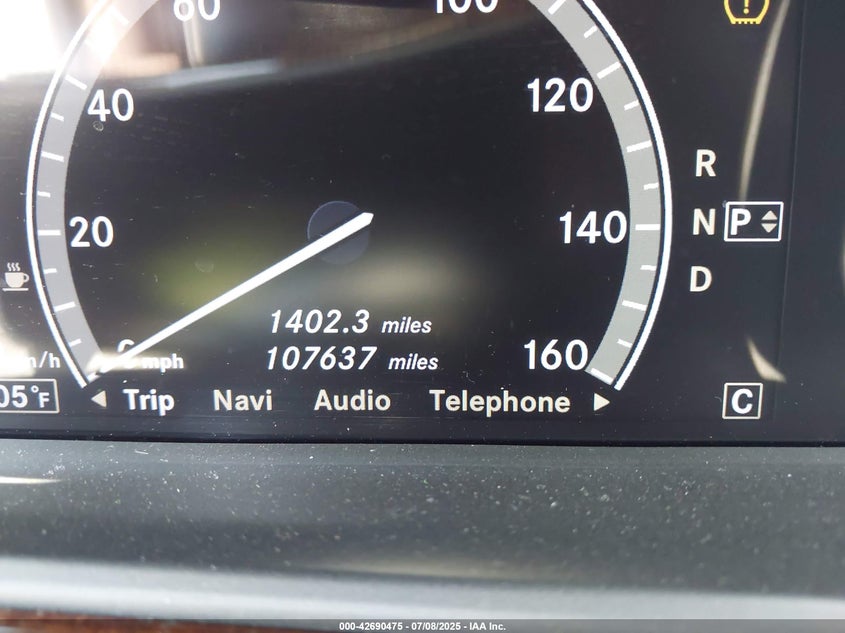 60 100
40 120
R
20 140 N P
D
1402.3 miles
mph 107637 miles 160
05°F Trip Navi Audio Telephone C
000-42690475 - 07/08/2025 - IAA Inc.